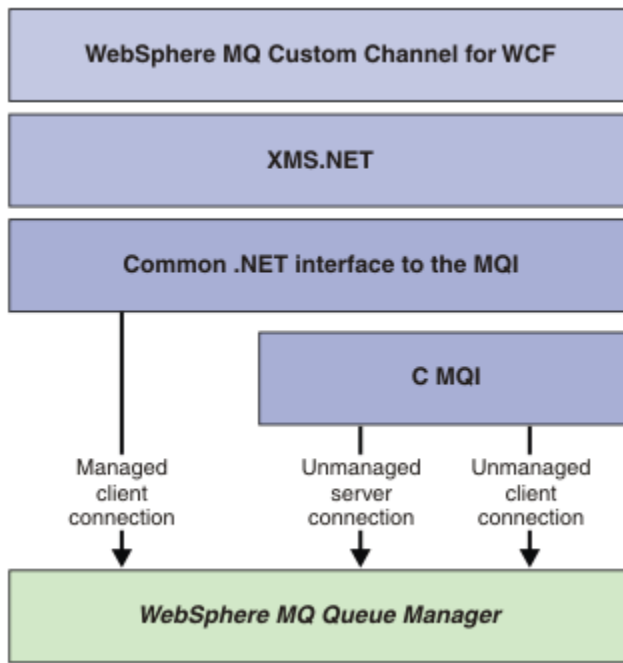 WebSphere MQ Custom Channel for WCF
XMS.NET
Common .NET interface to the MQI
C MQI
Managed
client
connection
Unmanaged
server
connection
Unmanaged
client
connection
WebSphere MQ Queue Manager